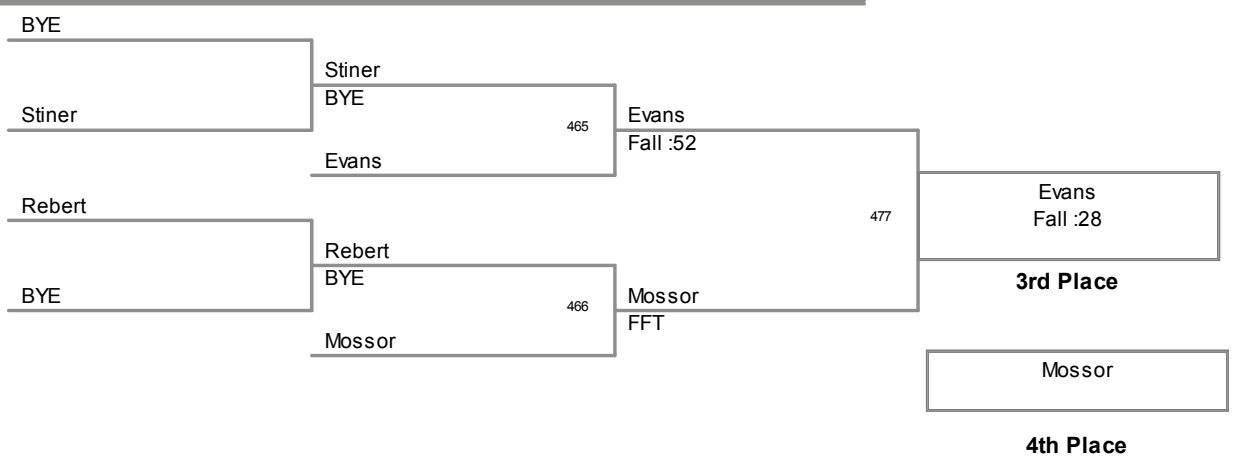 BYE
Stiner
BYE
Stiner
465
Evans
Fall :52
Evans
Rebert
477
Evans
Fall :28
Rebert
BYE
3rd Place
BYE
466
Mossor
FFT
Mossor
Mossor
4th Place